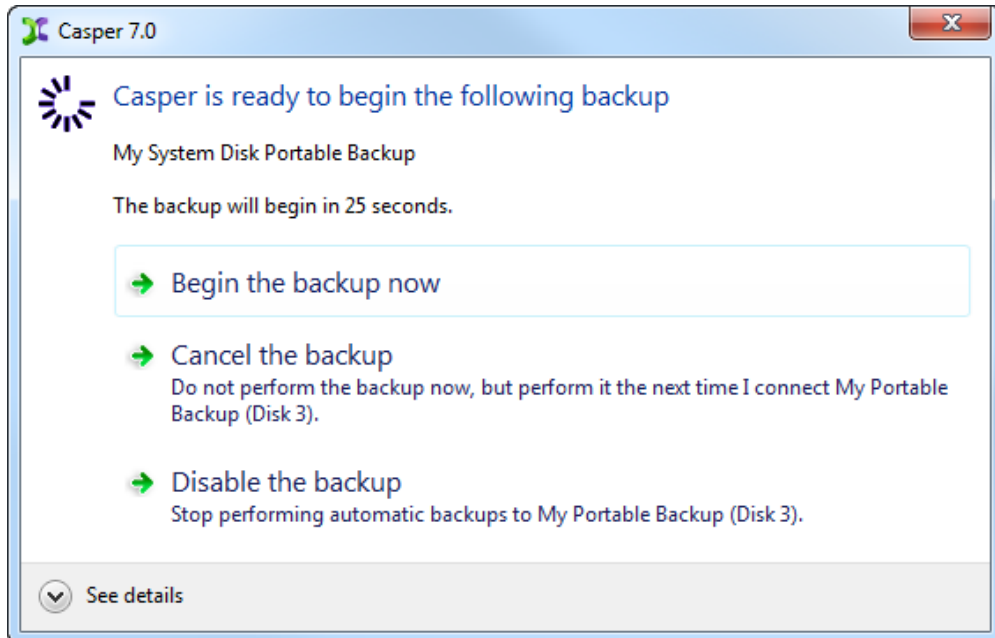 Casper 7.0
Casper is ready to begin the following backup
My System Disk Portable Backup
The backup will begin in 25 seconds.
Begin the backup now
Cancel the backup
Do not perform the backup now, but perform it the next time I connect My Portable
Backup (Disk 3).
Disable the backup
Stop performing automatic backups to My Portable Backup (Disk 3).
See details